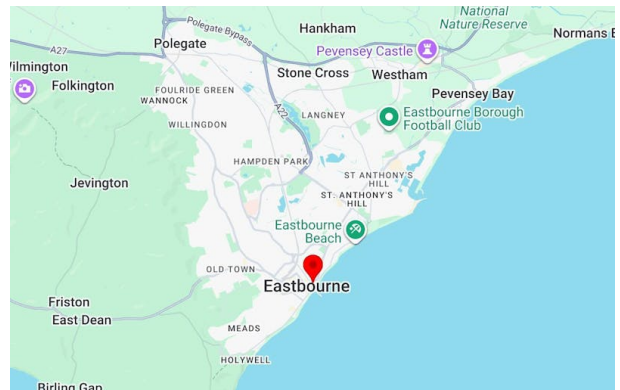 National
Nature Reserve
Hankham
Normans B
Polegate Bypass
Polegate
A27
Pevensey Castle
Wilmington
Stone Cross
Westham
Folkington
FOULRIDE GREEN
WANNOCK
A22
Pevensey Bay
LANGNEY
Eastbourne Borough
Football Club
WILLINGDON
HAMPDEN PARK
Jevington
ST ANTHONY'S
HILL
ST. ANTHONY'S
HILL
Eastbourne
Beach
OLD TOWN
Eastbourne
Friston
East Dean
MEADS
HOLYWELL
Birling Gap